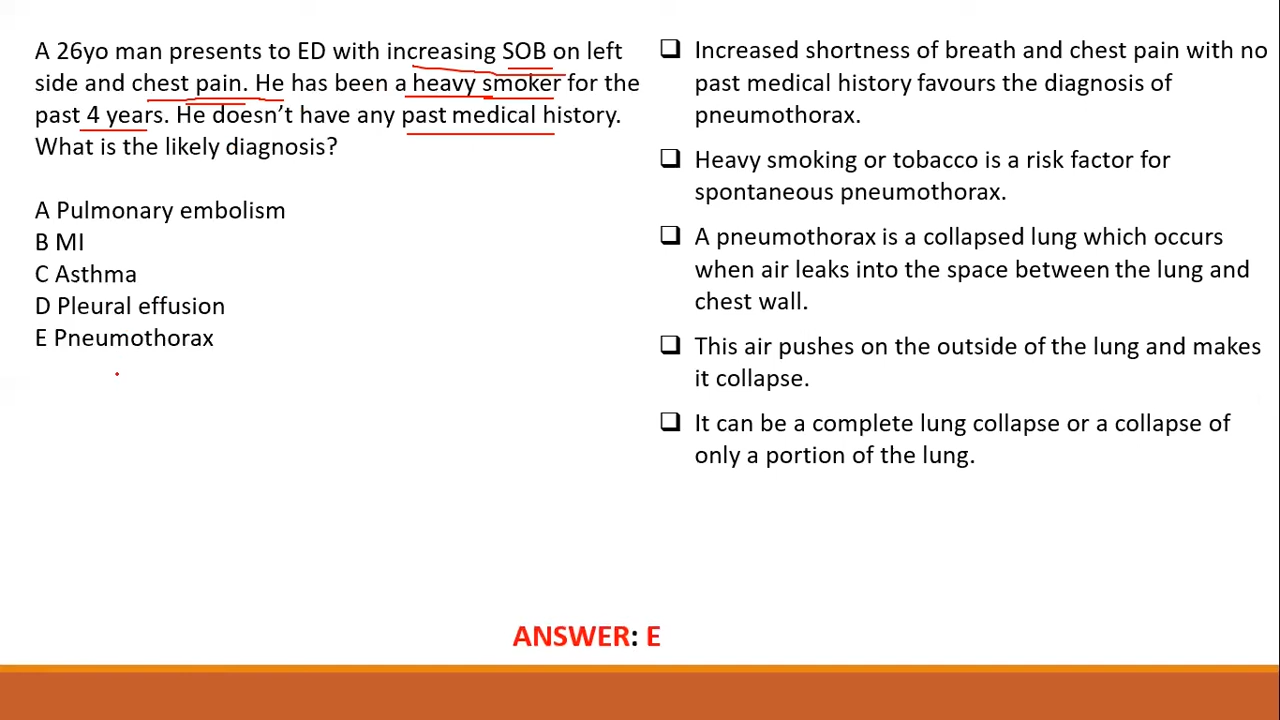 A 26yo man presents to ED with increasing SOB on left
side and chest pain. He has been a heavy smoker for the
past 4 years. He doesn't have any past medical history.
What is the likely diagnosis?
A Pulmonary embolism
B MI
C Asthma
D Pleural effusion
E Pneumothorax
Increased shortness of breath and chest pain with no
past medical history favours the diagnosis of
pneumothorax.
Heavy smoking or tobacco is a risk factor for
spontaneous pneumothorax.
A pneumothorax is a collapsed lung which occurs
when air leaks into the space between the lung and
chest wall.
This air pushes on the outside of the lung and makes
it collapse.
It can be a complete lung collapse or a collapse of
only a portion of the lung.
ANSWER: E